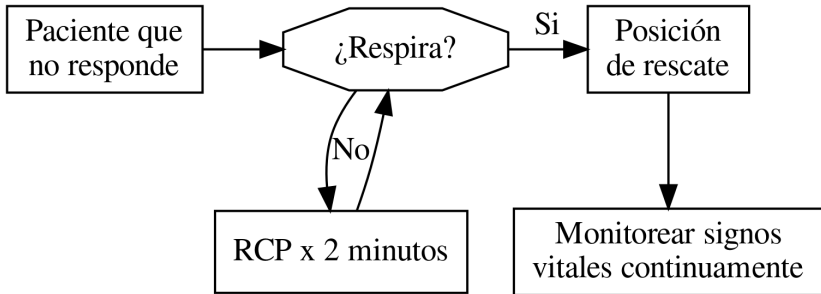 Paciente que
no responde
¿Respira?
Si
Posición
de rescate
No
RCP x 2 minutos
Monitorear signos
vitales continuamente